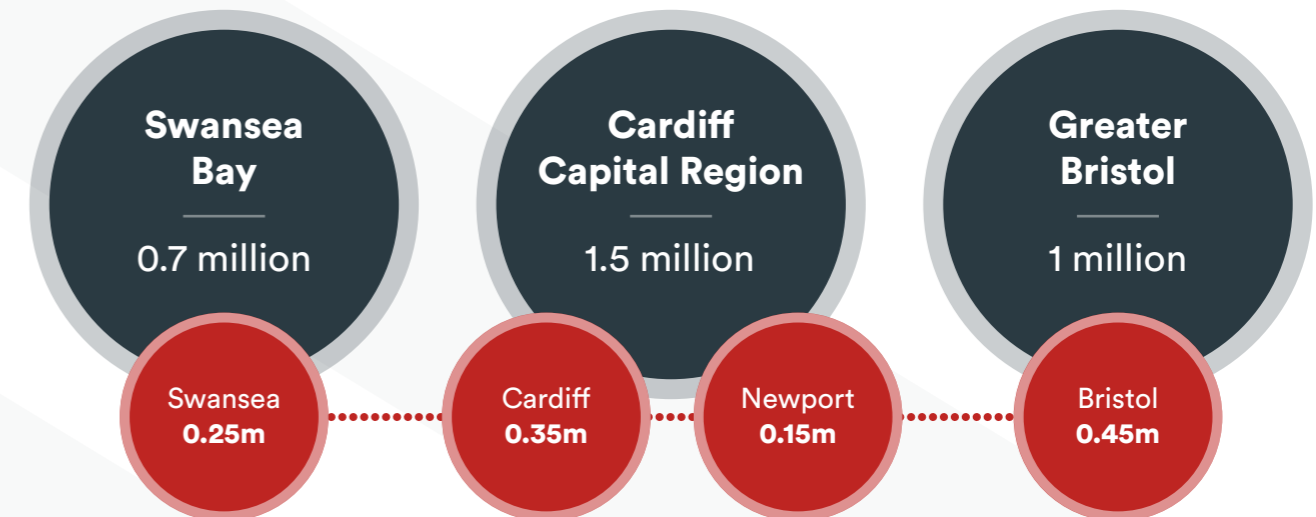 Swansea
Bay
0.7 million
Cardiff
Capital Region
1.5 million
Greater
Bristol
1 million
Swansea
0.25m
Cardiff
0.35m
Newport
0.15m
Bristol
0.45m